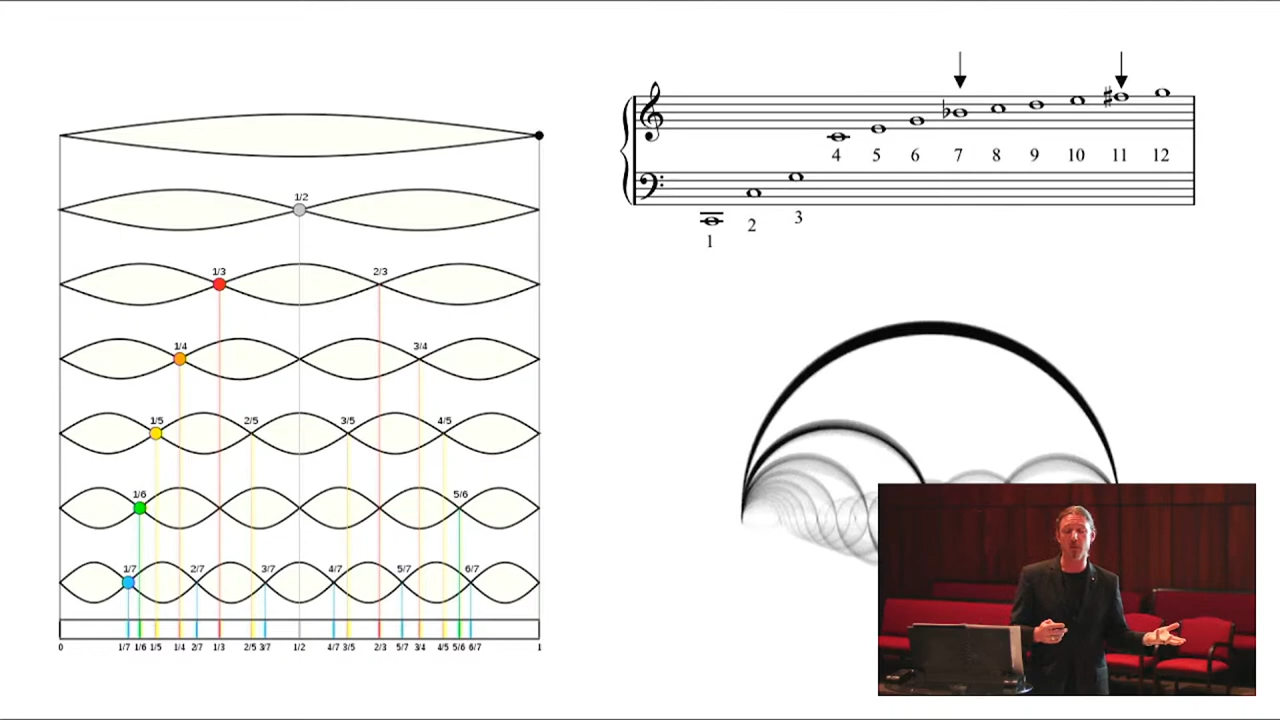 1/2
1/3 2/3
1/4 3/4
1/5 2/5 3/5 4/5
1/6 5/6
1/7 2/7 3/7 4/7 5/7 6/7
0 1/7 1/6 1/5 1/4 2/7 1/3 2/5 3/7 1/2 4/7 3/5 2/3 5/7 3/4 4/5 5/6 6/7 1
4 5 6 7 8 9 10 11 12
1 2 3